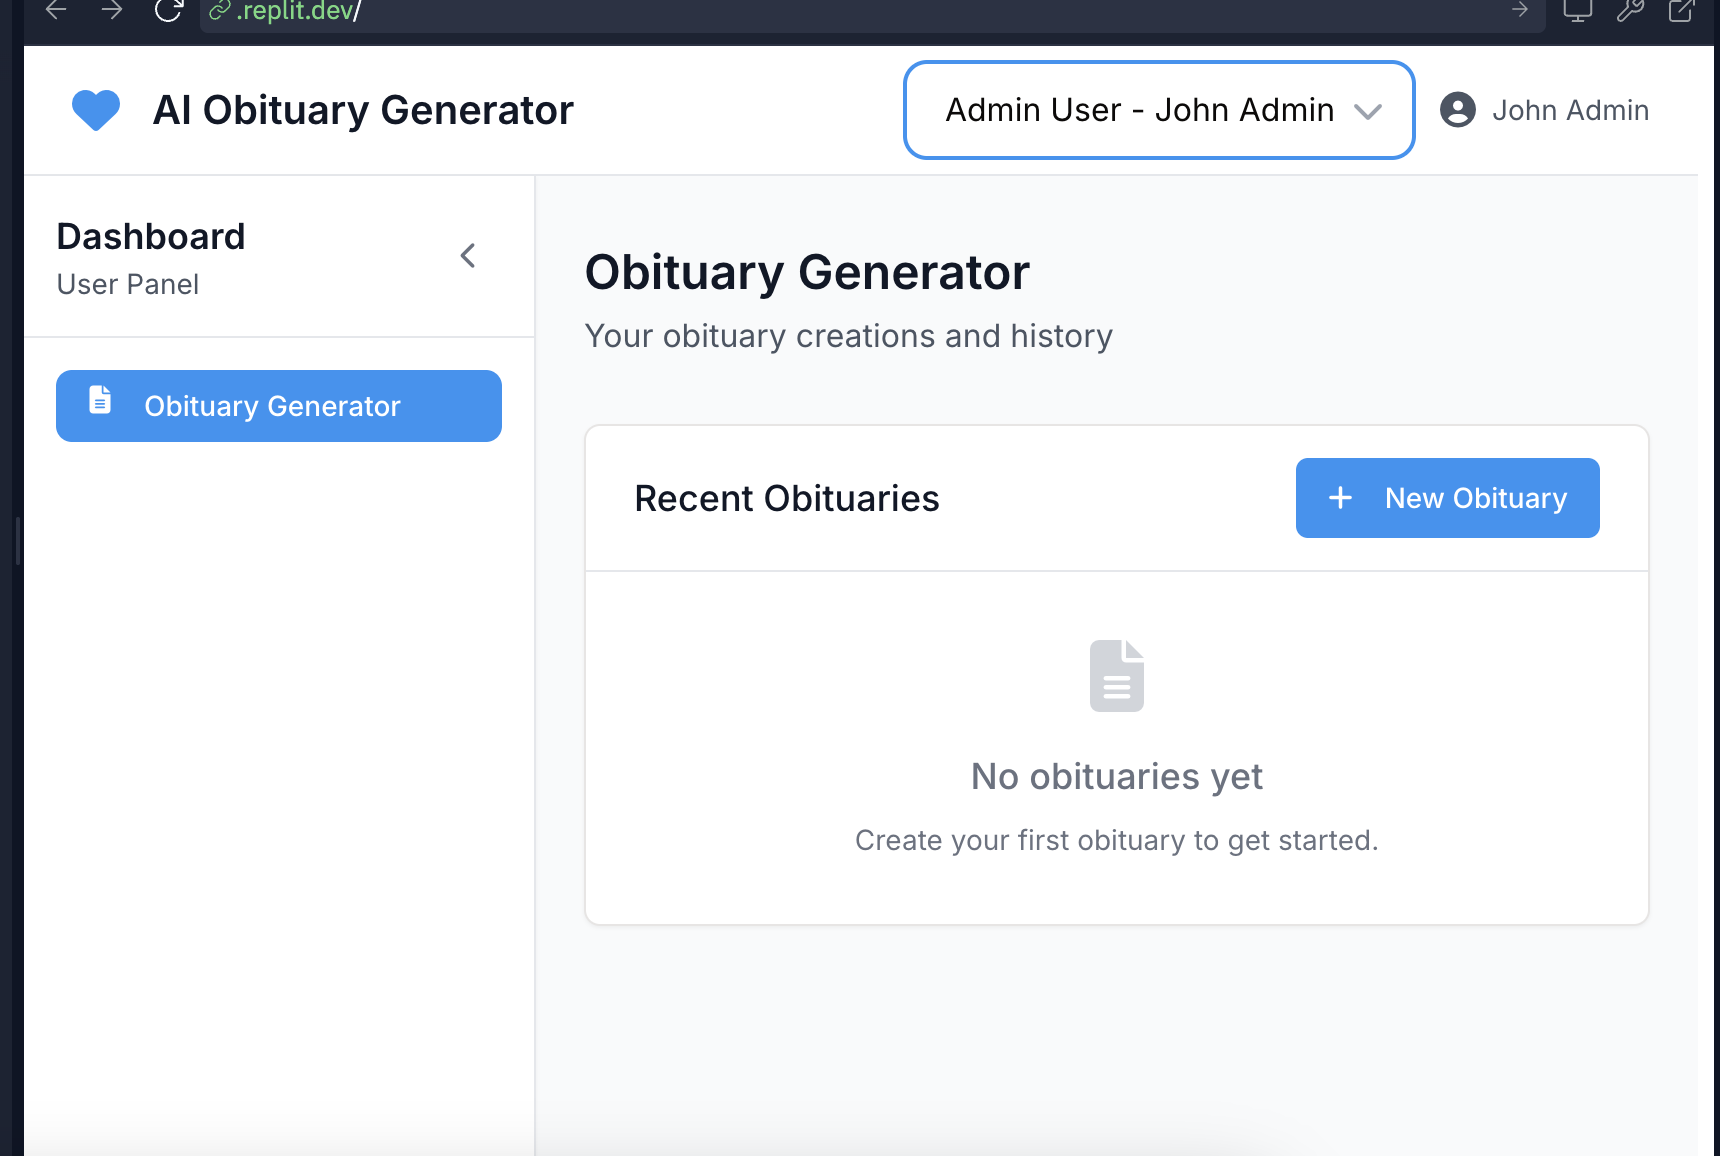 .replit.dev/
AI Obituary Generator
Admin User - John Admin
John Admin
Dashboard
User Panel
Obituary Generator
Obituary Generator
Your obituary creations and history
Recent Obituaries
+ New Obituary
No obituaries yet
Create your first obituary to get started.